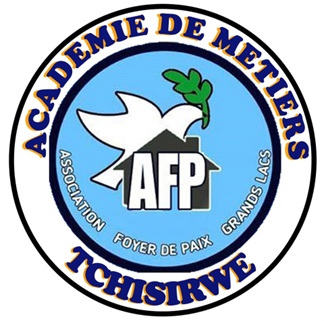 ACADEMIE DE METIERS
AFP
ASSOCIATION FOYER DE PAIX GRANDS LACS
TCHISIRWE